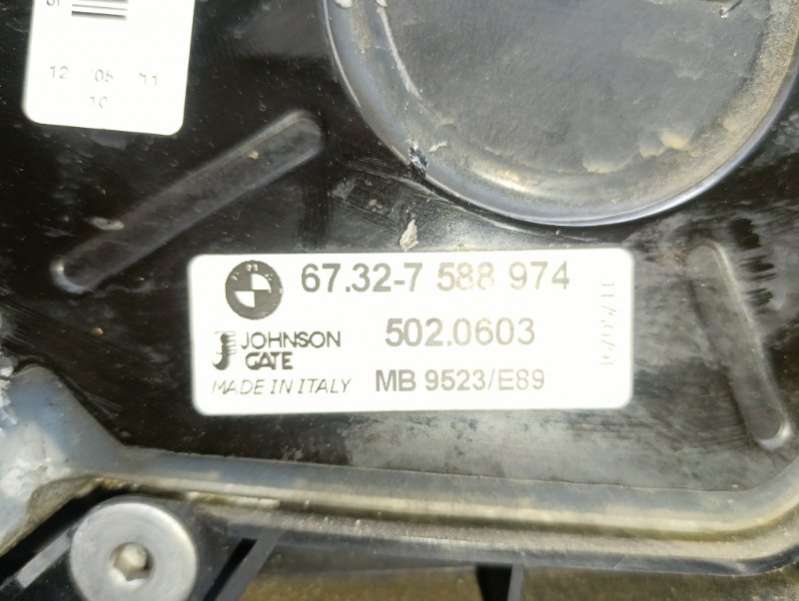 12 05 11
10
67.32-7 588 974
JOHNSON
GATE
502.0603
MADE IN ITALY
MB 9523/E89